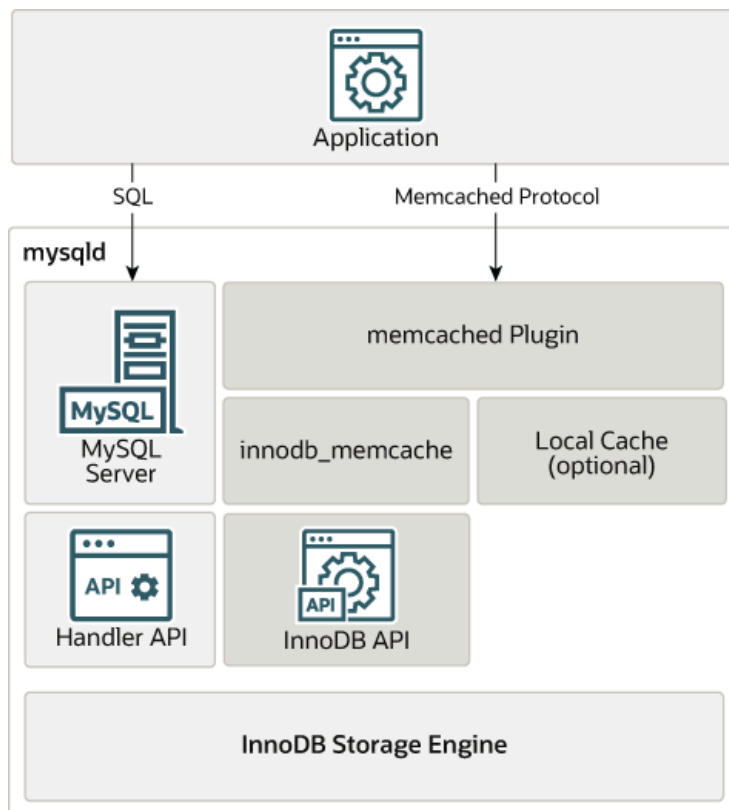 Application
SQL
Memcached Protocol
mysqld
MySQL
MySQL
Server
memcached Plugin
innodb_memcache
Local Cache
(optional)
API
Handler API
API
InnoDB API
InnoDB Storage Engine